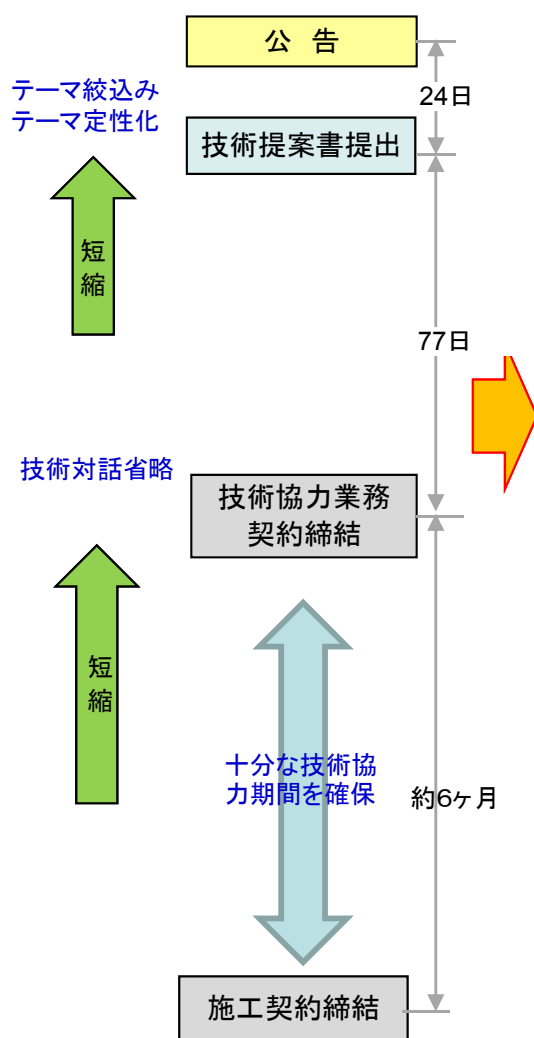 公 告
テーマ絞込み
テーマ定性化
24日
技術提案書提出
短
縮
77日
技術対話省略
技術協力業務
契約締結
短
縮
十分な技術協
力期間を確保
約6ヶ月
施工契約締結